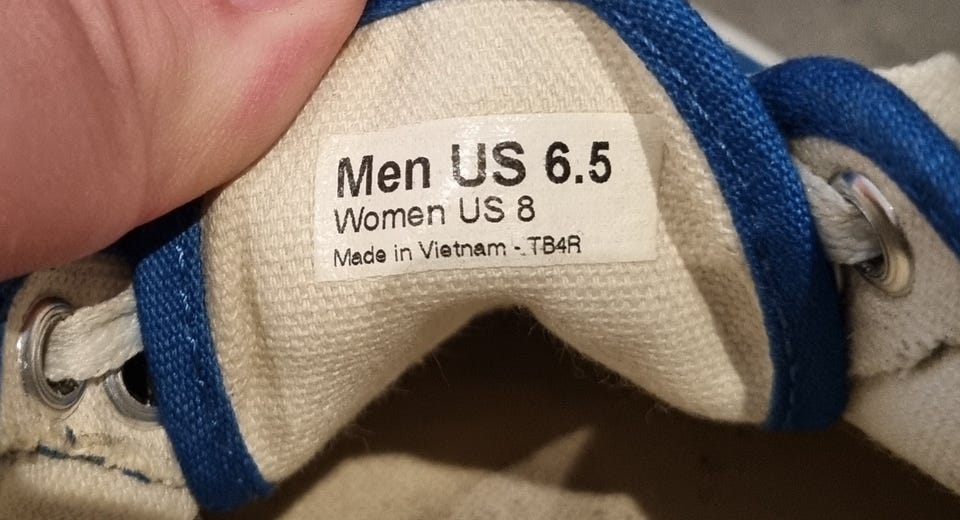 Men US 6.5
Women US 8
Made in Vietnam - TB4R